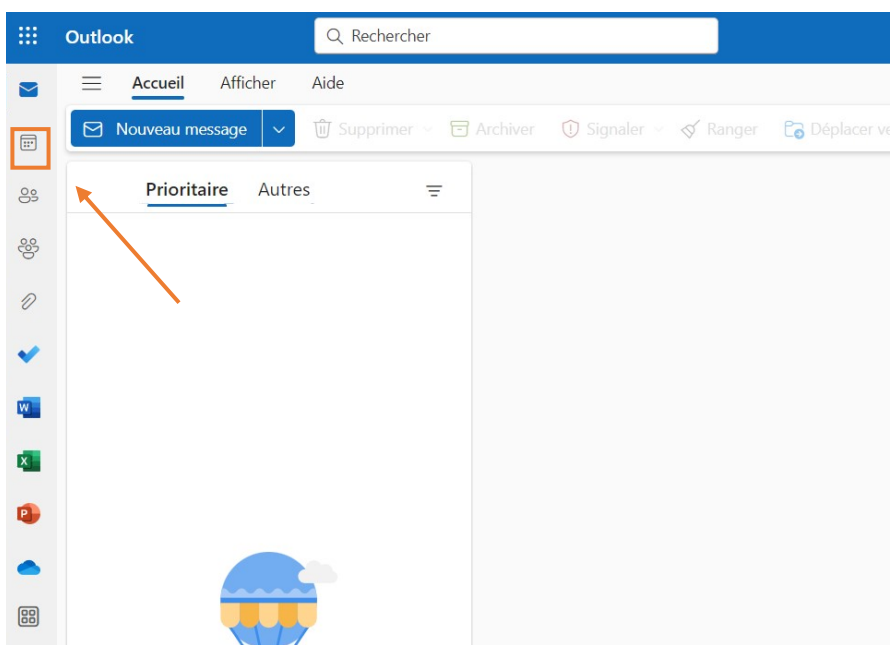 Outlook
Rechercher
Accueil Afficher Aide
Nouveau message Supprimer Archiver Signaler Ranger Déplacer ve
Prioritaire Autres
W
X
P